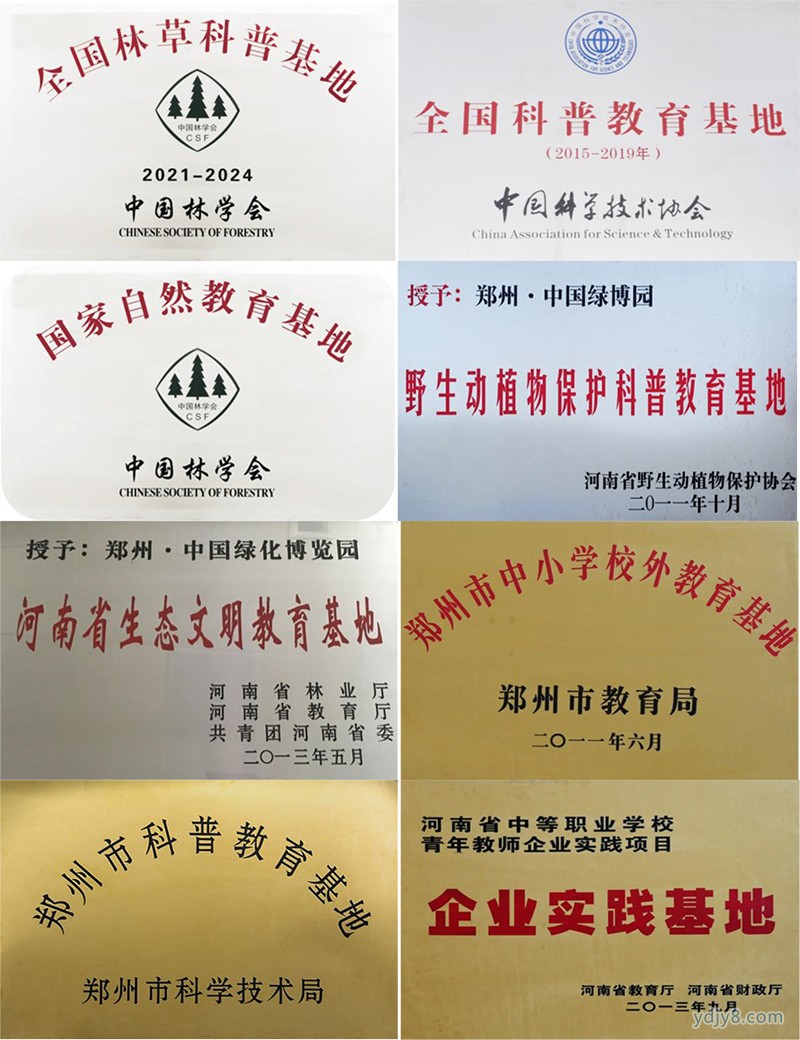 全国林草科普基地
中国林学会
CSF
2021-2024
中国林学会
CHINESE SOCIETY OF FORESTRY
全国科普教育基地
(2015-2019年)
中国科学技术协会
China Association for Science & Technology
国家自然教育基地
中国林学会
CSF
中国林学会
CHINESE SOCIETY OF FORESTRY
授予：郑州·中国绿博园
野生动植物保护科普教育基地
河南省野生动植物保护协会
二〇一一年十月
授予：郑州·中国绿化博览园
河南省生态文明教育基地
河南省林业厅
河南省教育厅
共青团河南省委
二〇一三年五月
郑州市中小学校外教育基地
郑州市教育局
二〇一一年六月
郑州市科普教育基地
郑州市科学技术局
河南省中等职业学校
青年教师企业实践项目
企业实践基地
河南省教育厅 河南省财政厅
二〇一三年九月
ydjy8.com